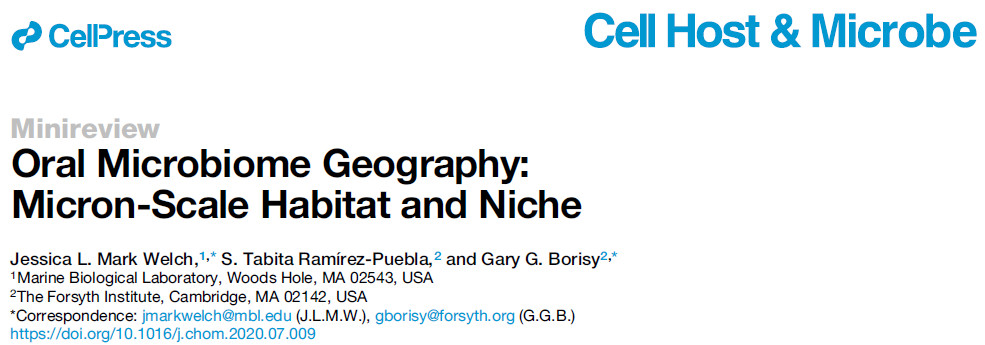 CellPress
Cell Host & Microbe
Minireview
Oral Microbiome Geography:
Micron-Scale Habitat and Niche
Jessica L. Mark Welch,1,* S. Tabita Ramírez-Puebla,2 and Gary G. Borisy2,*
1Marine Biological Laboratory, Woods Hole, MA 02543, USA
2The Forsyth Institute, Cambridge, MA 02142, USA
*Correspondence: jmarkwelch@mbl.edu (J.L.M.W.), gborisy@forsyth.org (G.G.B.)
https://doi.org/10.1016/j.chom.2020.07.009